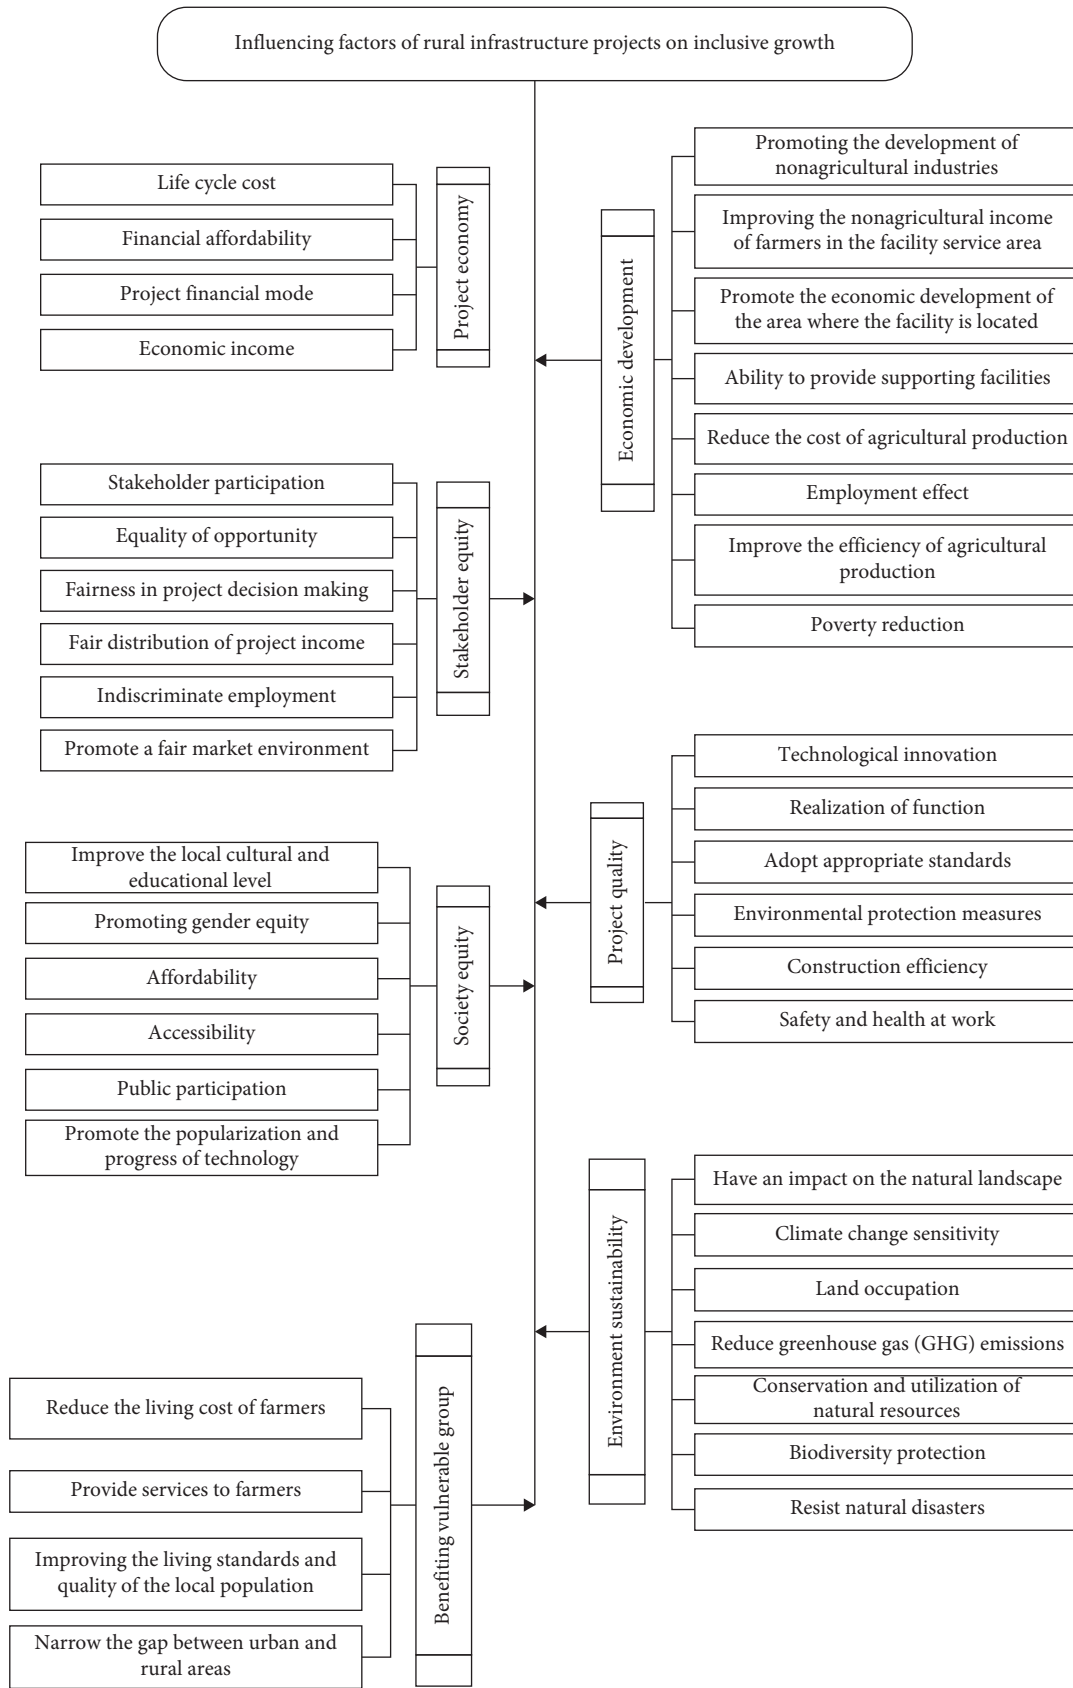 Influencing factors of rural infrastructure projects on inclusive growth
Life cycle cost
Financial affordability
Project financial mode
Economic income
Project economy
Stakeholder participation
Equality of opportunity
Fairness in project decision making
Fair distribution of project income
Indiscriminate employment
Promote a fair market environment
Stakeholder equity
Improve the local cultural and
educational level
Promoting gender equity
Affordability
Accessibility
Public participation
Promote the popularization and
progress of technology
Society equity
Reduce the living cost of farmers
Provide services to farmers
Improving the living standards and
quality of the local population
Narrow the gap between urban and
rural areas
Benefiting vulnerable group
Economic development
Promoting the development of
nonagricultural industries
Improving the nonagricultural income
of farmers in the facility service area
Promote the economic development of
the area where the facility is located
Ability to provide supporting facilities
Reduce the cost of agricultural production
Employment effect
Improve the efficiency of agricultural
production
Poverty reduction
Project quality
Technological innovation
Realization of function
Adopt appropriate standards
Environmental protection measures
Construction efficiency
Safety and health at work
Environment sustainability
Have an impact on the natural landscape
Climate change sensitivity
Land occupation
Reduce greenhouse gas (GHG) emissions
Conservation and utilization of
natural resources
Biodiversity protection
Resist natural disasters